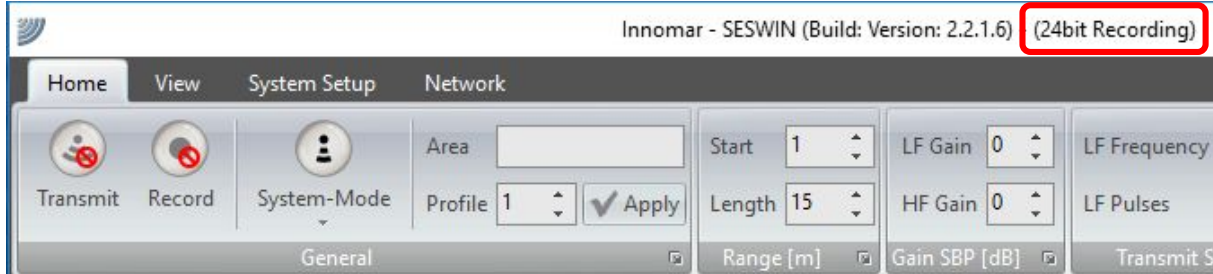 Innomar - SESWIN (Build: Version: 2.2.1.6) - (24bit Recording)
Home View System Setup Network
Area Start 1 LF Gain 0 LF Frequency
Transmit Record System-Mode Profile 1 Apply Length 15 HF Gain 0 LF Pulses
General Range [m] Gain SBP [dB] Transmit S